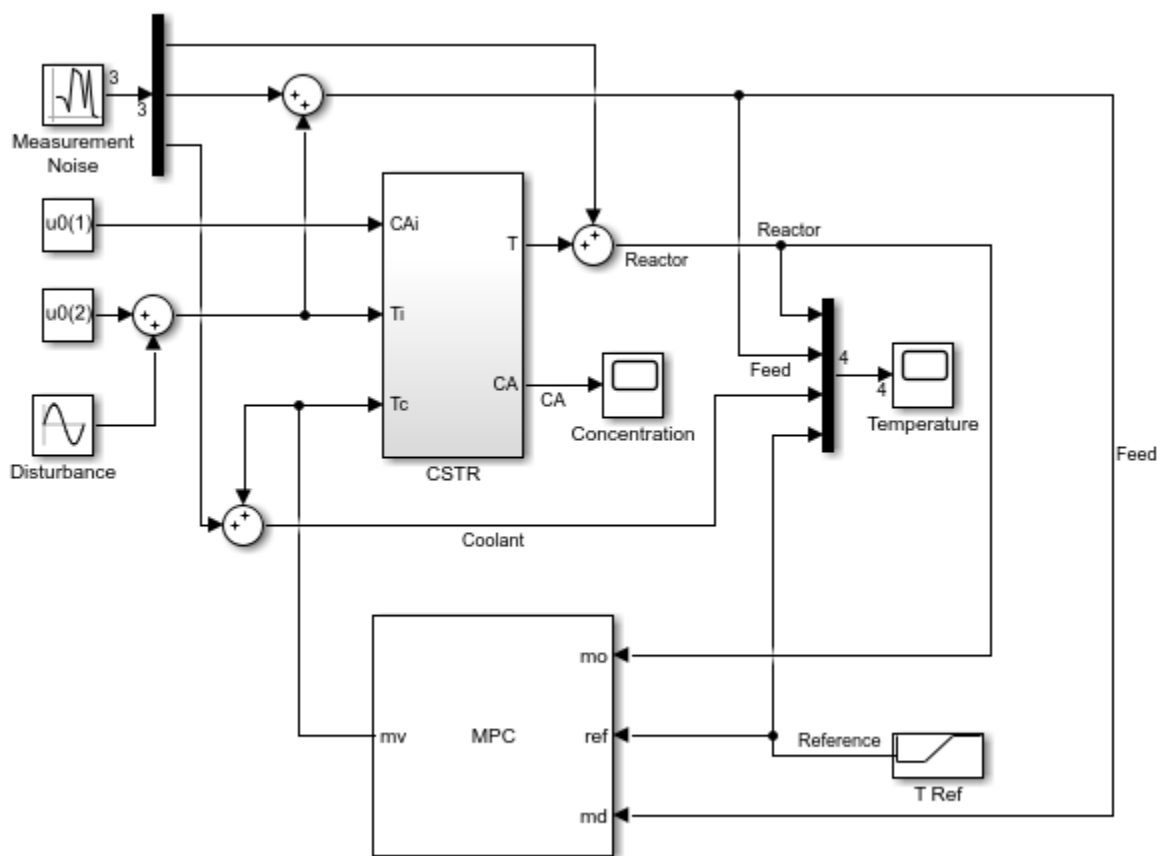 3
3
Measurement
Noise
+
+
u0(1)
CAi
T
+
+
Reactor
Reactor
u0(2)
+
+
Ti
4
4
Feed
Temperature
CA
CA
Concentration
Tc
Disturbance
CSTR
Feed
+
+
Coolant
mo
mv
MPC
ref
Reference
T Ref
md